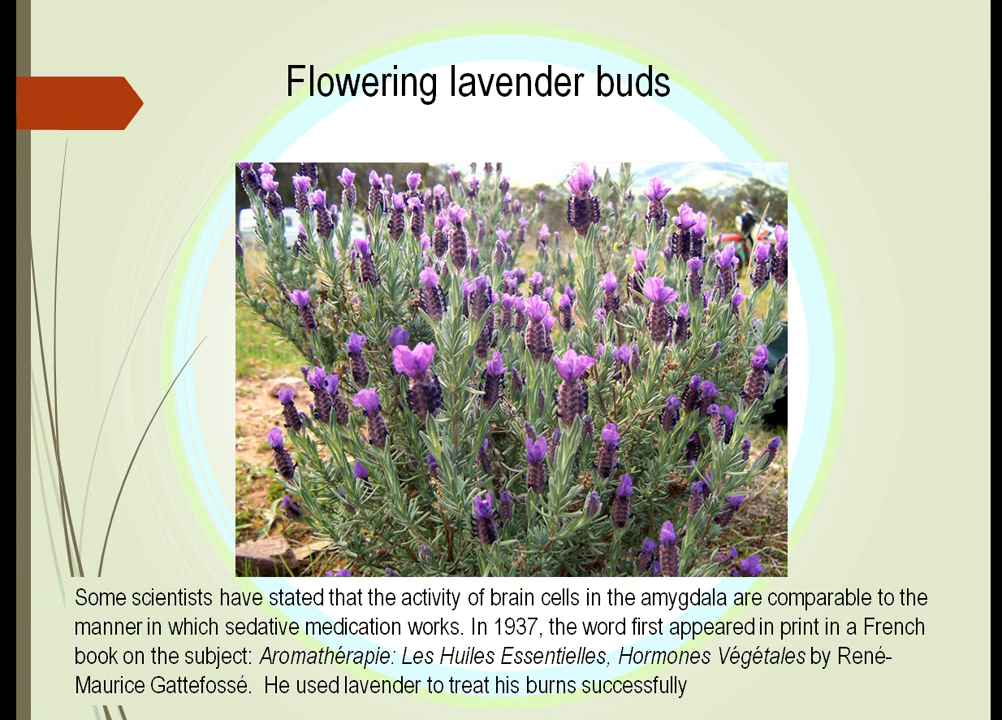 Flowering lavender buds
Some scientists have stated that the activity of brain cells in the amygdala are comparable to the
manner in which sedative medication works. In 1937, the word first appeared in print in a French
book on the subject: Aromathérapie: Les Huiles Essentielles, Hormones Végétales by René-
Maurice Gattefossé.  He used lavender to treat his burns successfully